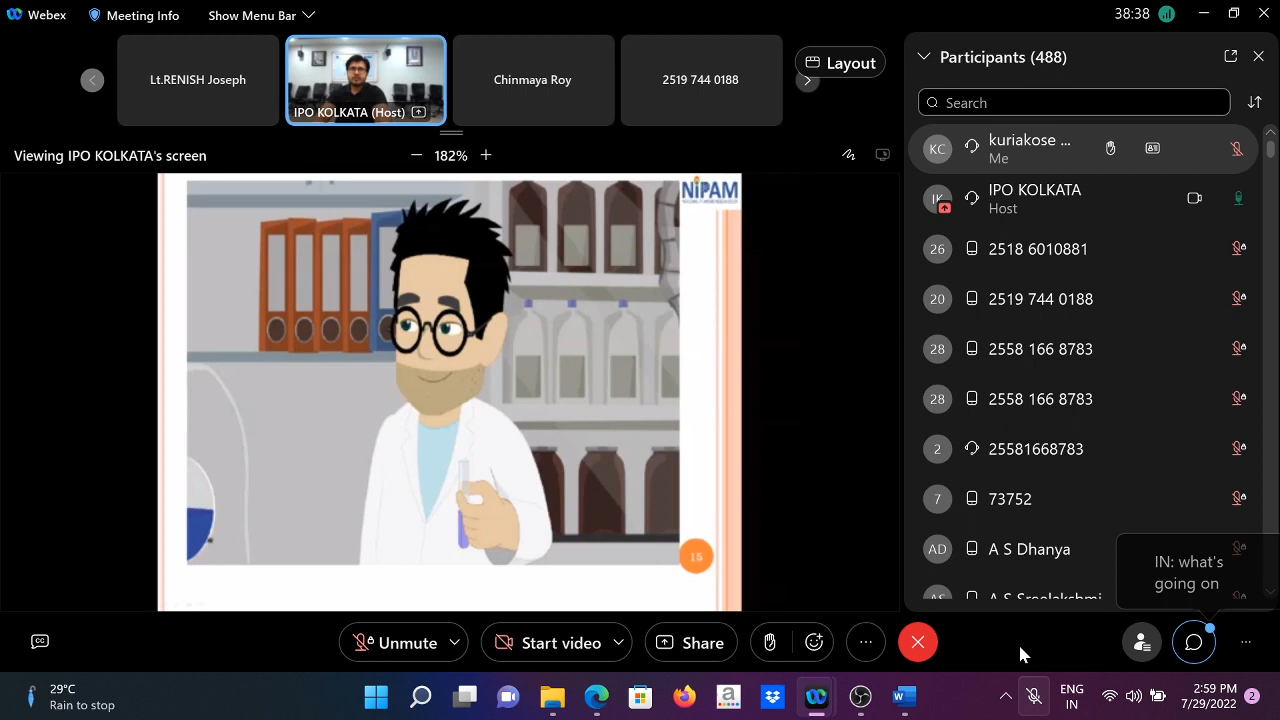 Webex
Meeting Info
Show Menu Bar
38:38
Lt.RENISH Joseph
IPO KOLKATA (Host)
Chinmaya Roy
2519 744 0188
Layout
Viewing IPO KOLKATA's screen
182%
NIPAM
15
Participants (488)
Search
KC
kuriakose ...
Me
IK
IPO KOLKATA
Host
26
2518 6010881
20
2519 744 0188
28
2558 166 8783
28
2558 166 8783
2
25581668783
7
73752
AD
A S Dhanya
AS
A S Sreelakshmi
IN: what's
going on
CC
Unmute
Start video
Share
29°C
Rain to stop
ENG
IN
2:59 PM
7/29/2022
2